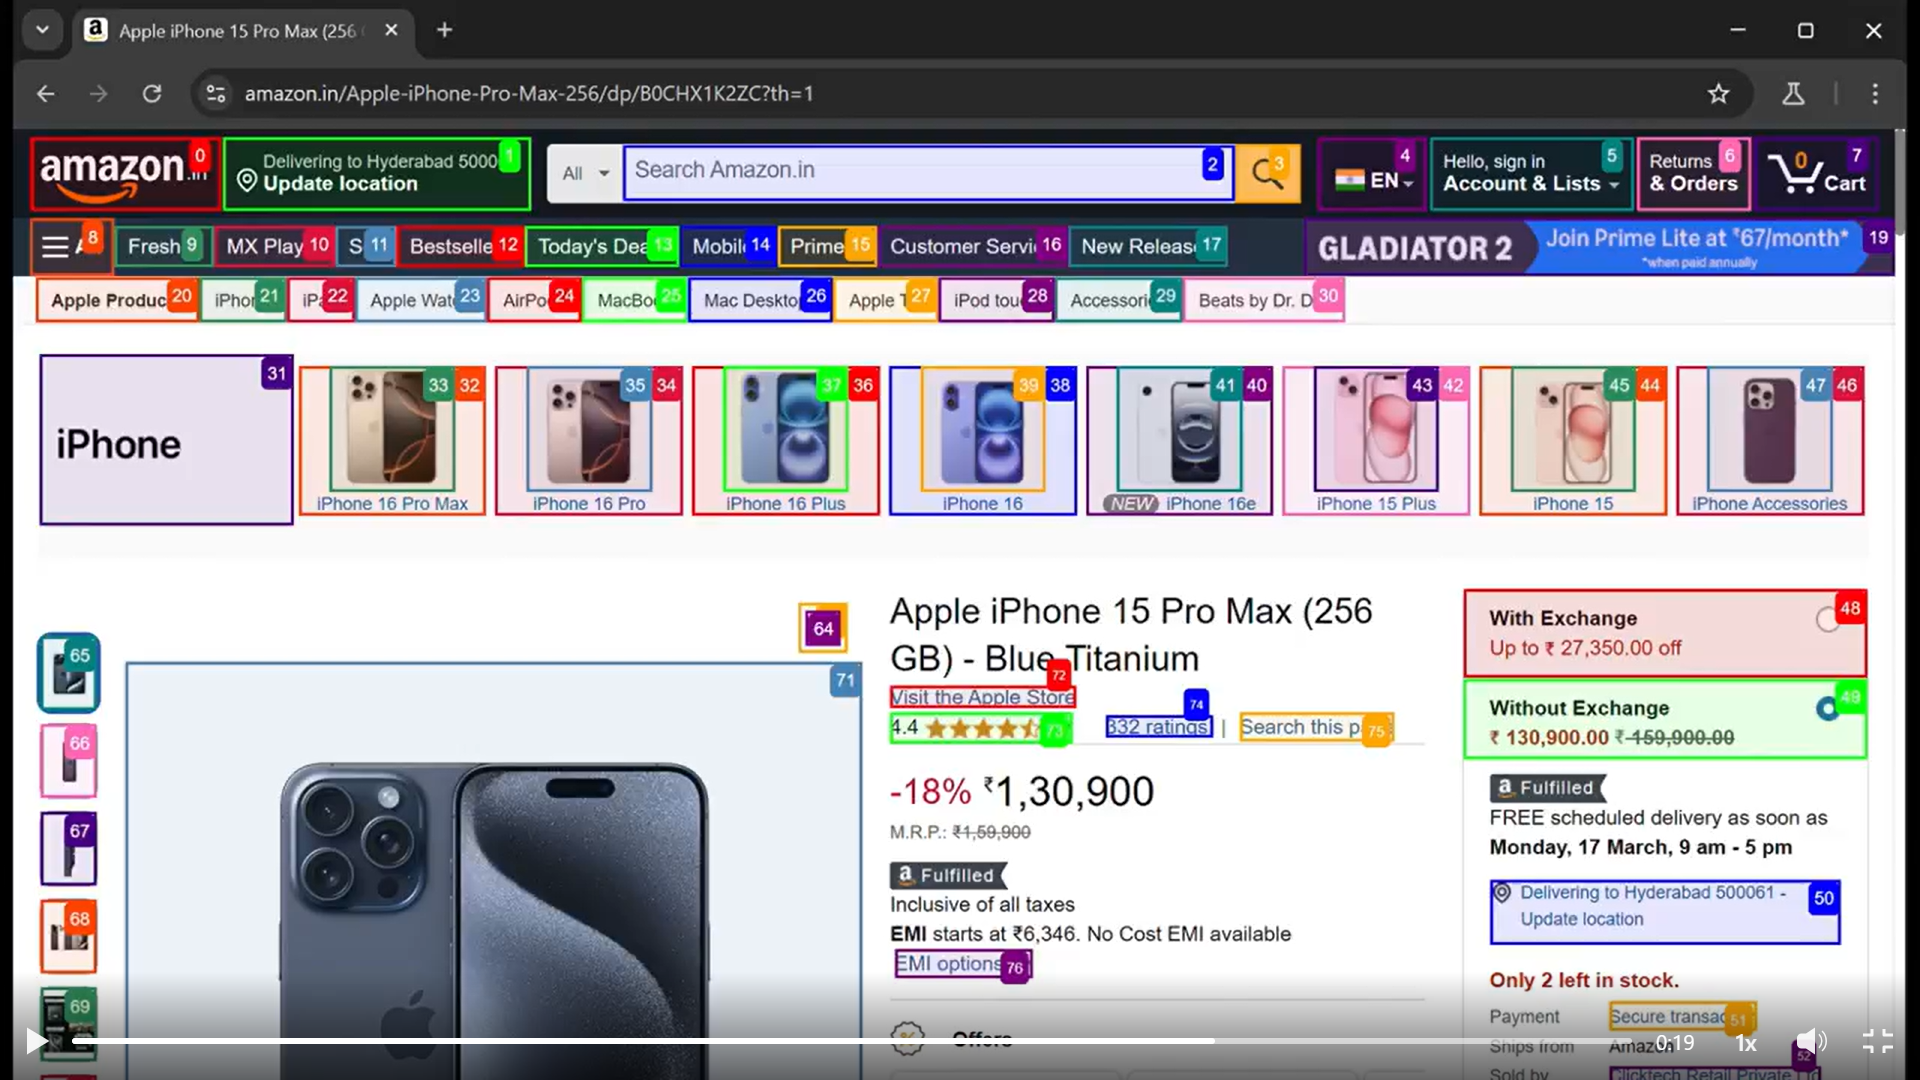 Apple iPhone 15 Pro Max (256
amazon.in/Apple-iPhone-Pro-Max-256/dp/B0CHX1K2ZC?th=1
amazon 0
.in
Delivering to Hyderabad 5000 1
Update location
All
Search Amazon.in 2
3
EN 4
Hello, sign in 5
Account & Lists
Returns 6
& Orders
0 Cart 7
8
Fresh 9
MX Play 10
S 11
Bestselle 12
Today's Dea 13
Mobil 14
Prime 15
Customer Servi 16
New Releas 17
GLADIATOR 2
Join Prime Lite at ₹67/month*
*when paid annually
19
Apple Produc 20
iPhon 21
iPa 22
Apple Wat 23
AirPo 24
MacBo 25
Mac Deskto 26
Apple T 27
iPod tou 28
Accessori 29
Beats by Dr. D 30
31
iPhone
33 32
iPhone 16 Pro Max
35 34
iPhone 16 Pro
37 36
iPhone 16 Plus
39 38
iPhone 16
41 40
NEW iPhone 16e
43 42
iPhone 15 Plus
45 44
iPhone 15
47 46
iPhone Accessories
64
65
66
67
68
69
71
Apple iPhone 15 Pro Max (256
GB) - Blue Titanium
72
Visit the Apple Store
4.4 73
74
332 ratings
|
Search this p 75
-18% ₹1,30,900
M.R.P.: ₹1,59,900
a Fulfilled
Inclusive of all taxes
EMI starts at ₹6,346. No Cost EMI available
EMI options 76
Offers
With Exchange 48
Up to ₹ 27,350.00 off
Without Exchange 49
₹ 130,900.00 ₹ 159,900.00
a Fulfilled
FREE scheduled delivery as soon as
Monday, 17 March, 9 am - 5 pm
Delivering to Hyderabad 500061 - 50
Update location
Only 2 left in stock.
Payment Secure transac 51
Ships from Amazon
52
Sold by Clicktech Retail Private
0:19
1x